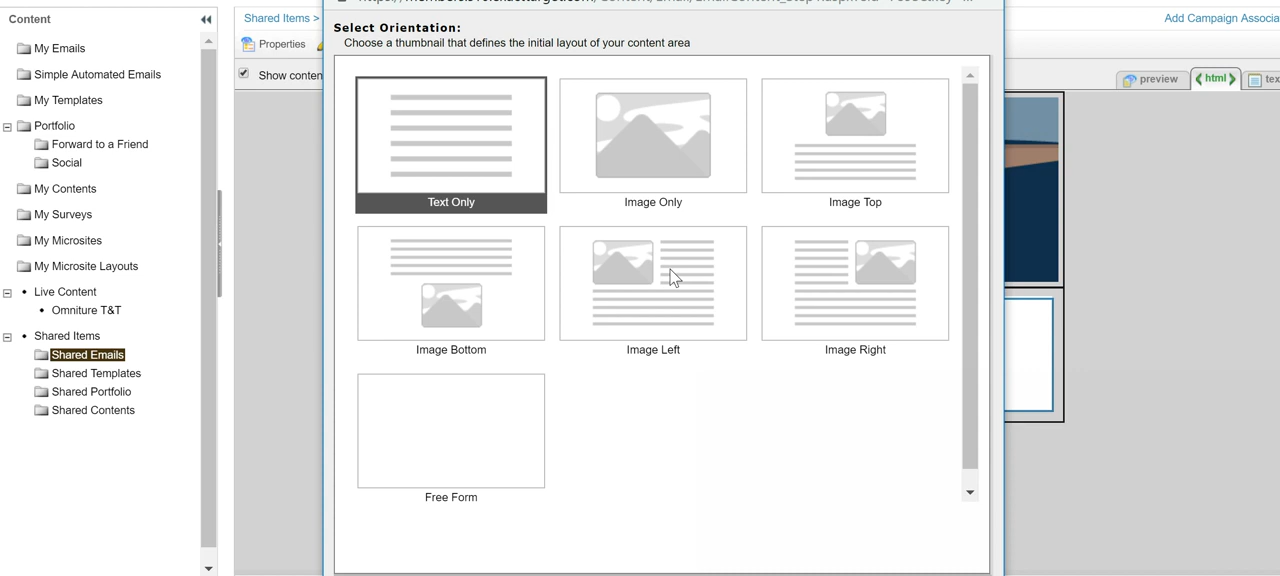 Content
My Emails
Simple Automated Emails
My Templates
Portfolio
Forward to a Friend
Social
My Contents
My Surveys
My Microsites
My Microsite Layouts
Live Content
Omniture T&T
Shared Items
Shared Emails
Shared Templates
Shared Portfolio
Shared Contents
Shared Items >
Properties
Show conten
Select Orientation:
Choose a thumbnail that defines the initial layout of your content area
Text Only
Image Only
Image Top
Image Bottom
Image Left
Image Right
Free Form
Add Campaign Associa
preview
html
tex